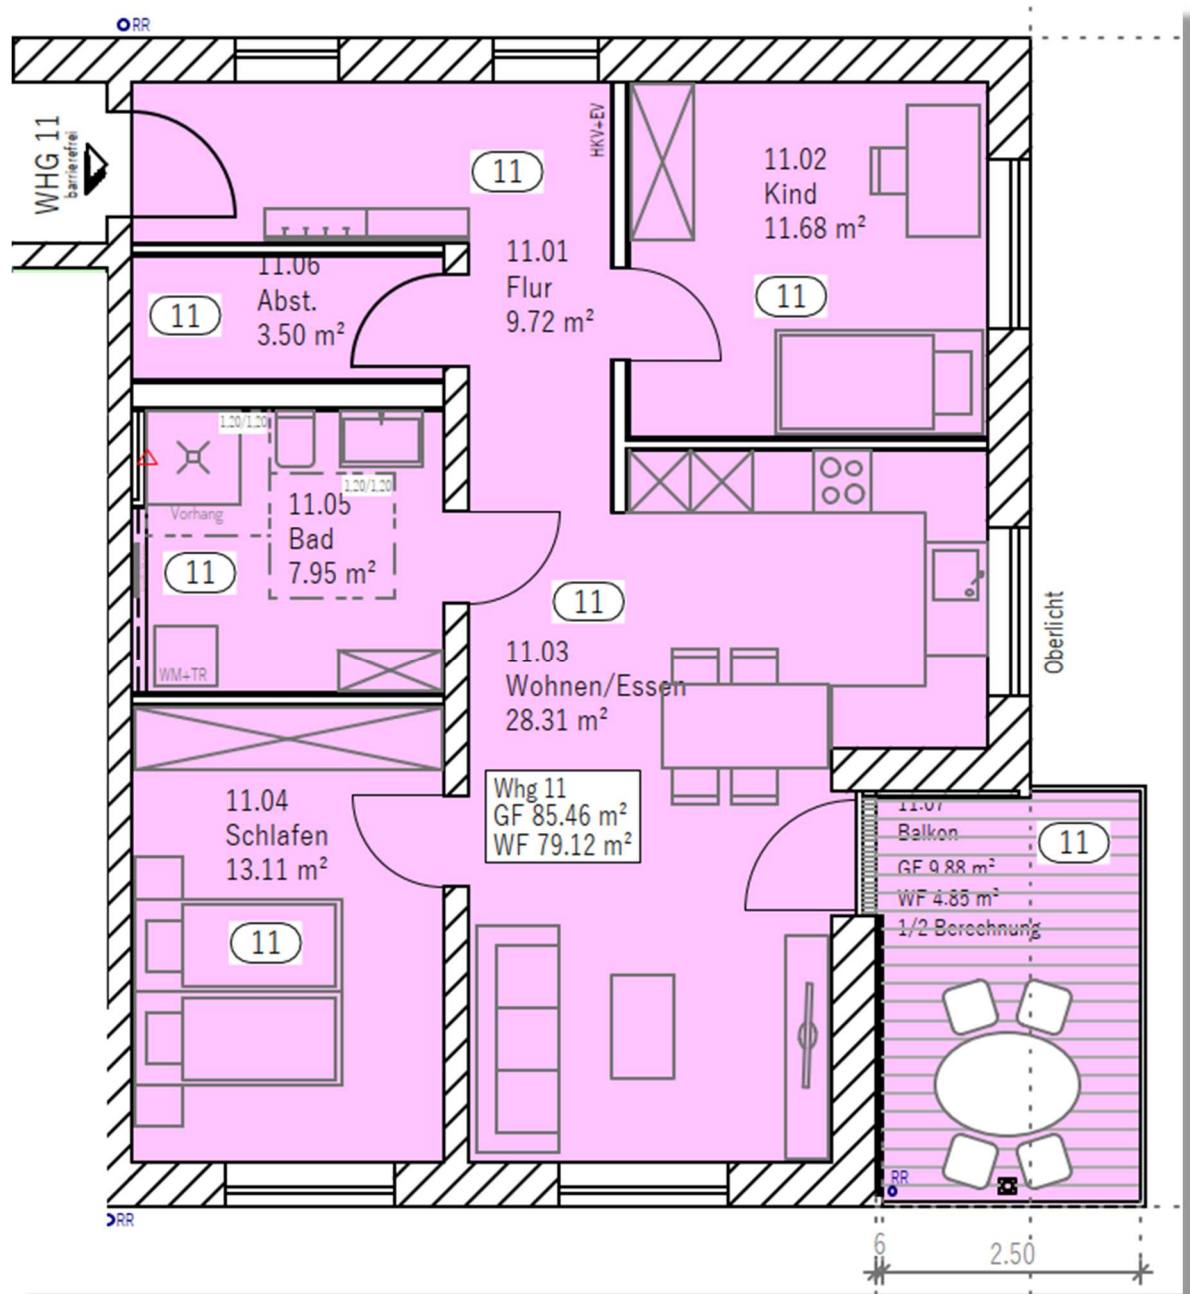 RR
WHG 11
barrierefrei
HKV+EV
11
11.01
Flur
9.72 m²
11.02
Kind
11.68 m²
11
11.06
Abst.
3.50 m²
11
1,20/1,20
1,20/1,20
Vorhang
11.05
Bad
7.95 m²
11
WM+TR
11
11.03
Wohnen/Essen
28.31 m²
Oberlicht
Whg 11
GF 85.46 m²
WF 79.12 m²
11.04
Schlafen
13.11 m²
11
11.07
Balkon
GF 9.88 m²
WF 4.85 m²
1/2 Berechnung
11
RR
RR
6
2.50